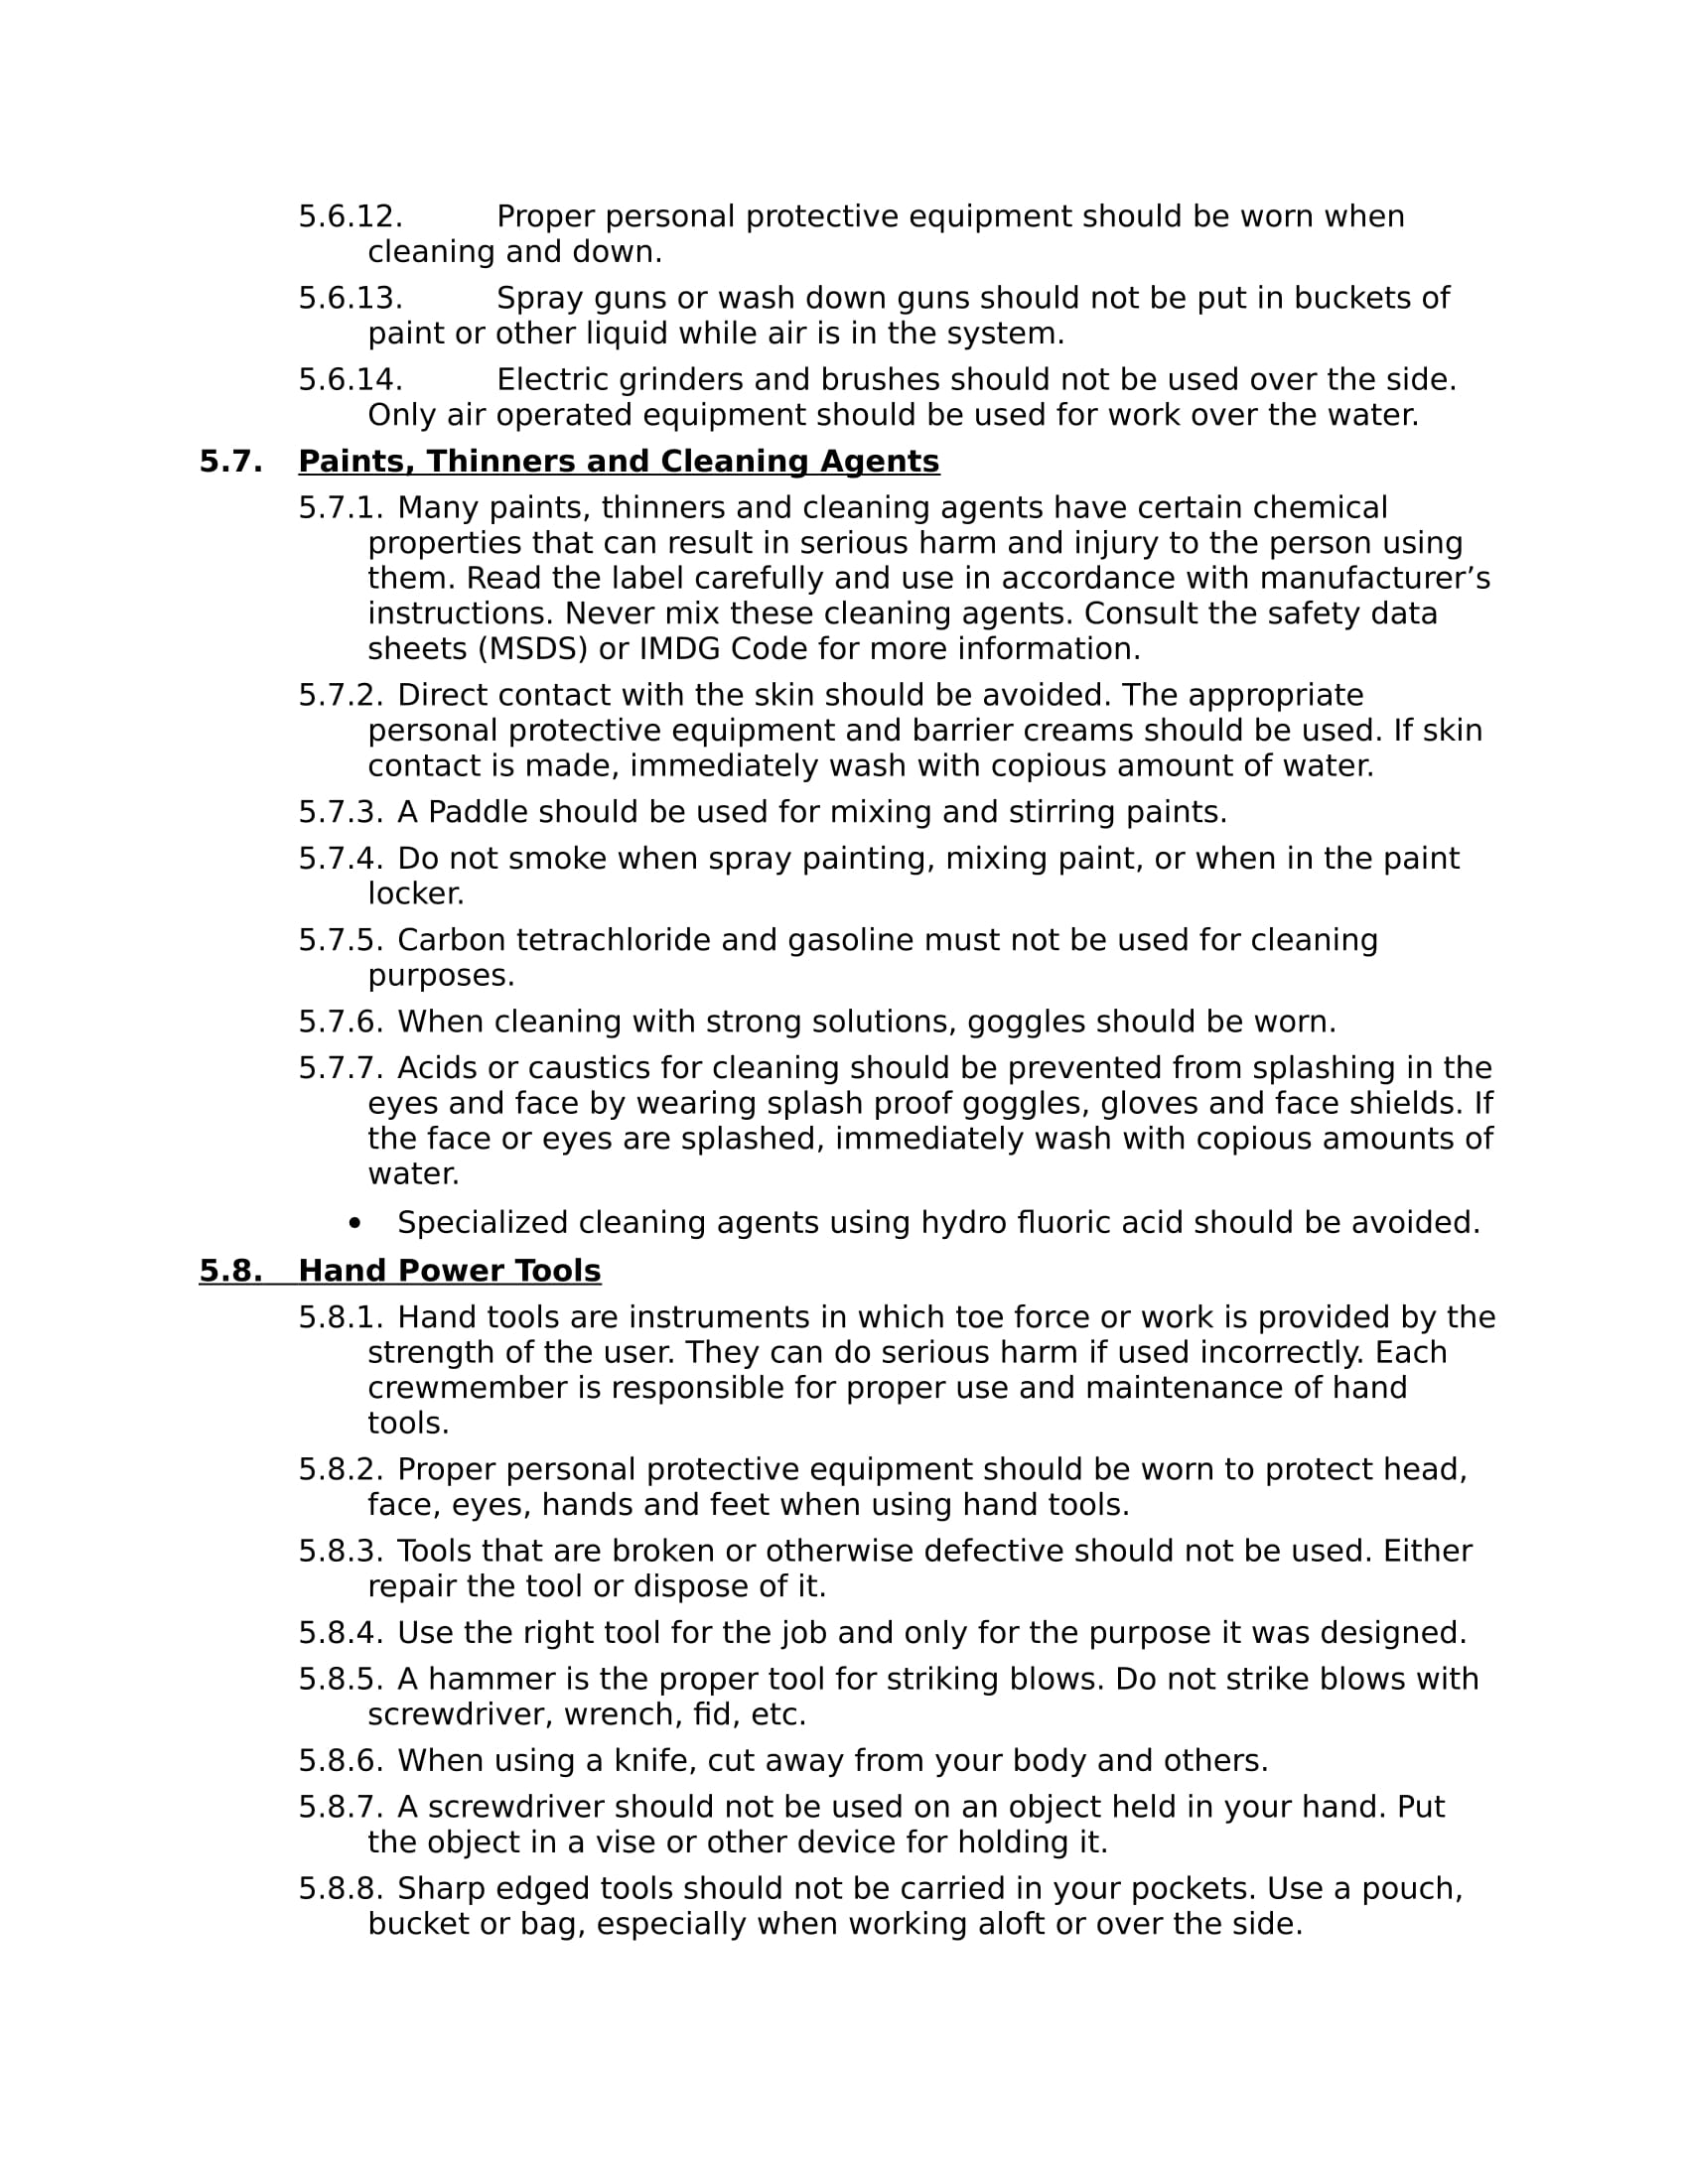 5.6.12. Proper personal protective equipment should be worn when
cleaning and down.
5.6.13. Spray guns or wash down guns should not be put in buckets of
paint or other liquid while air is in the system.
5.6.14. Electric grinders and brushes should not be used over the side.
Only air operated equipment should be used for work over the water.
5.7. Paints, Thinners and Cleaning Agents
5.7.1. Many paints, thinners and cleaning agents have certain chemical
properties that can result in serious harm and injury to the person using
them. Read the label carefully and use in accordance with manufacturer’s
instructions. Never mix these cleaning agents. Consult the safety data
sheets (MSDS) or IMDG Code for more information.
5.7.2. Direct contact with the skin should be avoided. The appropriate
personal protective equipment and barrier creams should be used. If skin
contact is made, immediately wash with copious amount of water.
5.7.3. A Paddle should be used for mixing and stirring paints.
5.7.4. Do not smoke when spray painting, mixing paint, or when in the paint
locker.
5.7.5. Carbon tetrachloride and gasoline must not be used for cleaning
purposes.
5.7.6. When cleaning with strong solutions, goggles should be worn.
5.7.7. Acids or caustics for cleaning should be prevented from splashing in the
eyes and face by wearing splash proof goggles, gloves and face shields. If
the face or eyes are splashed, immediately wash with copious amounts of
water.
• Specialized cleaning agents using hydro fluoric acid should be avoided.
5.8. Hand Power Tools
5.8.1. Hand tools are instruments in which toe force or work is provided by the
strength of the user. They can do serious harm if used incorrectly. Each
crewmember is responsible for proper use and maintenance of hand
tools.
5.8.2. Proper personal protective equipment should be worn to protect head,
face, eyes, hands and feet when using hand tools.
5.8.3. Tools that are broken or otherwise defective should not be used. Either
repair the tool or dispose of it.
5.8.4. Use the right tool for the job and only for the purpose it was designed.
5.8.5. A hammer is the proper tool for striking blows. Do not strike blows with
screwdriver, wrench, fid, etc.
5.8.6. When using a knife, cut away from your body and others.
5.8.7. A screwdriver should not be used on an object held in your hand. Put
the object in a vise or other device for holding it.
5.8.8. Sharp edged tools should not be carried in your pockets. Use a pouch,
bucket or bag, especially when working aloft or over the side.